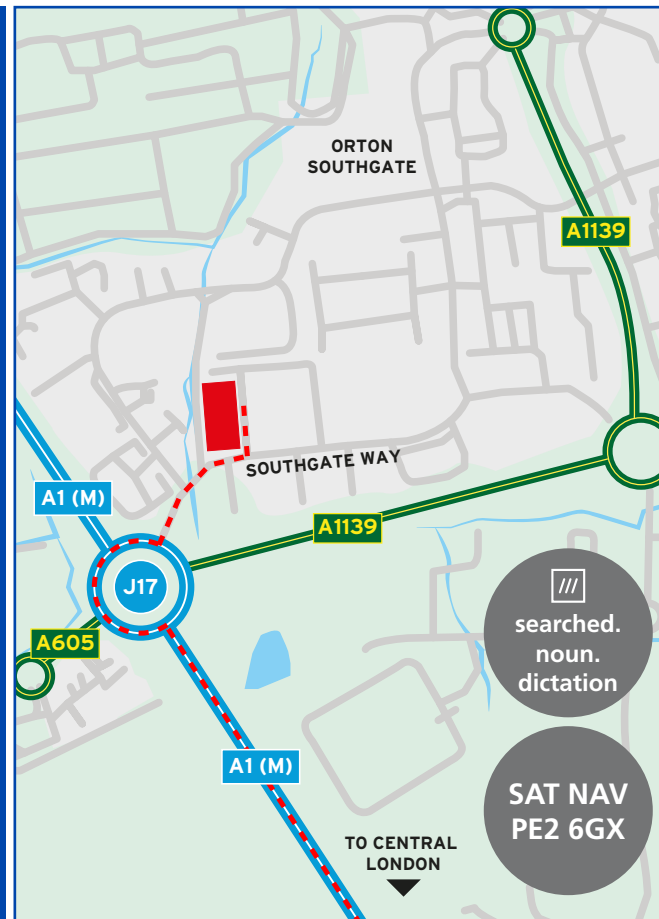 ORTON
SOUTHGATE
A1139
SOUTHGATE WAY
A1 (M)
A1139
J17
A605
searched.
noun.
dictation
A1 (M)
SAT NAV
PE2 6GX
TO CENTRAL
LONDON